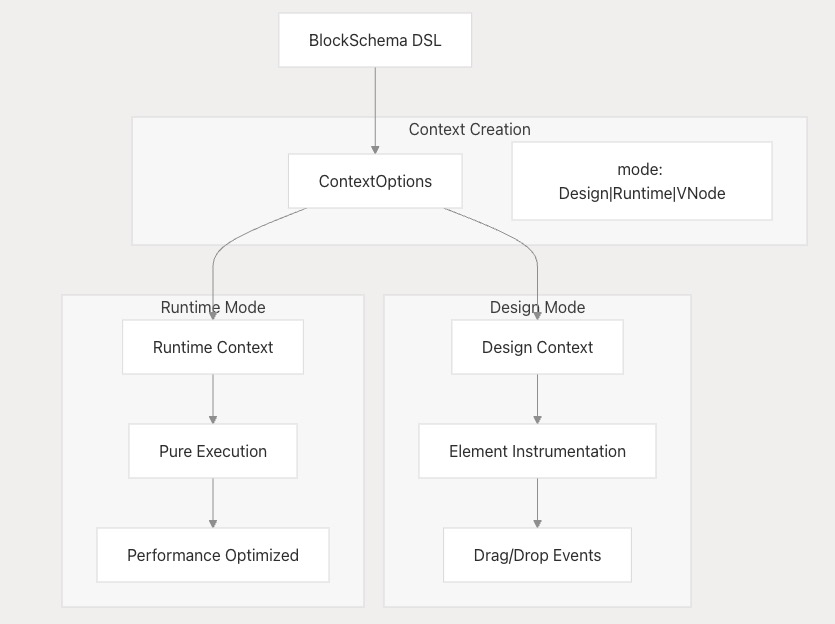 BlockSchema DSL
Context Creation
ContextOptions
mode:
Design|Runtime|VNode
Runtime Mode
Runtime Context
Pure Execution
Performance Optimized
Design Mode
Design Context
Element Instrumentation
Drag/Drop Events